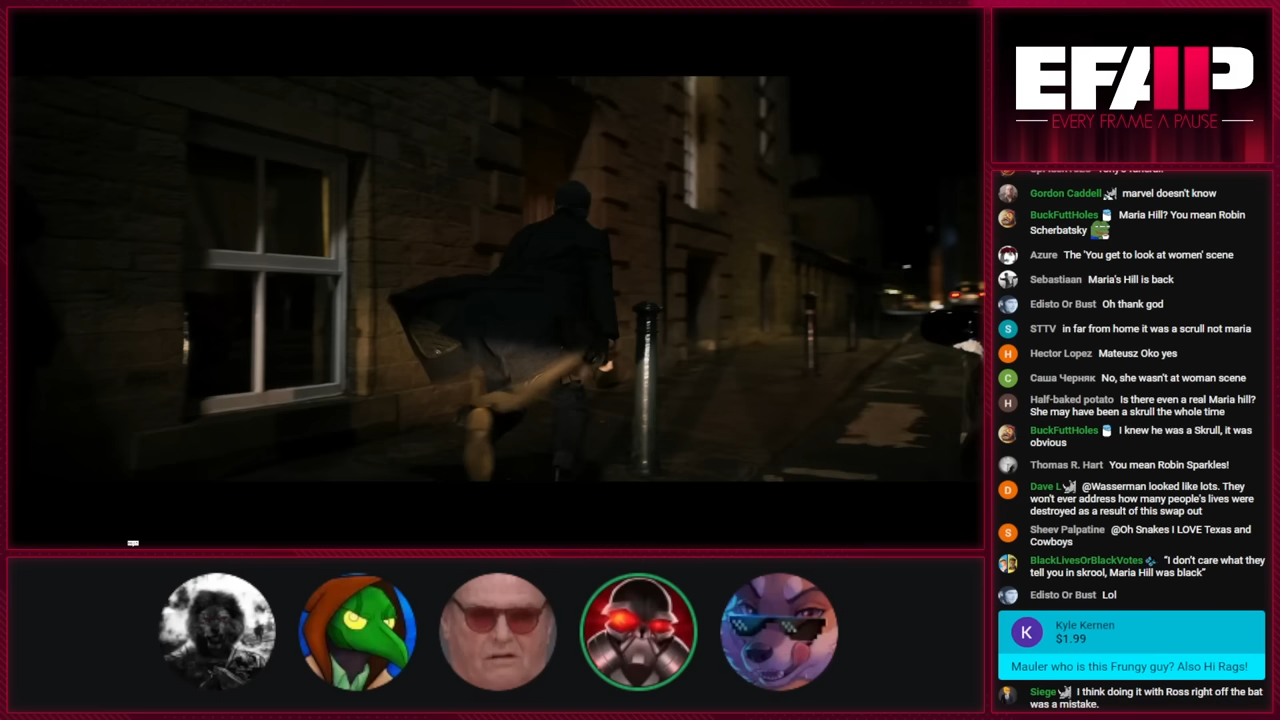 EFAP
EVERY FRAME A PAUSE
Gordon Caddell marvel doesn't know
BuckFuttHoles Maria Hill? You mean Robin
Scherbatsky
Azure The 'You get to look at women' scene
Sebastiaan Maria's Hill is back
Edisto Or Bust Oh thank god
S STTV in far from home it was a scrull not maria
H Hector Lopez Mateusz Oko yes
C Саша Черняк No, she wasn't at woman scene
H Half-baked potato Is there even a real Maria hill?
She may have been a skrull the whole time
BuckFuttHoles I knew he was a Skrull, it was
obvious
Thomas R. Hart You mean Robin Sparkles!
D Dave L @Wasserman looked like lots. They
won't ever address how many people's lives were
destroyed as a result of this swap out
S Sheev Palpatine @Oh Snakes I LOVE Texas and
Cowboys
BlackLivesOrBlackVotes “I don't care what they
tell you in skrool, Maria Hill was black”
Edisto Or Bust Lol
K Kyle Kernen
$1.99
Mauler who is this Frungy guy? Also Hi Rags!
Siege I think doing it with Ross right off the bat
was a mistake.